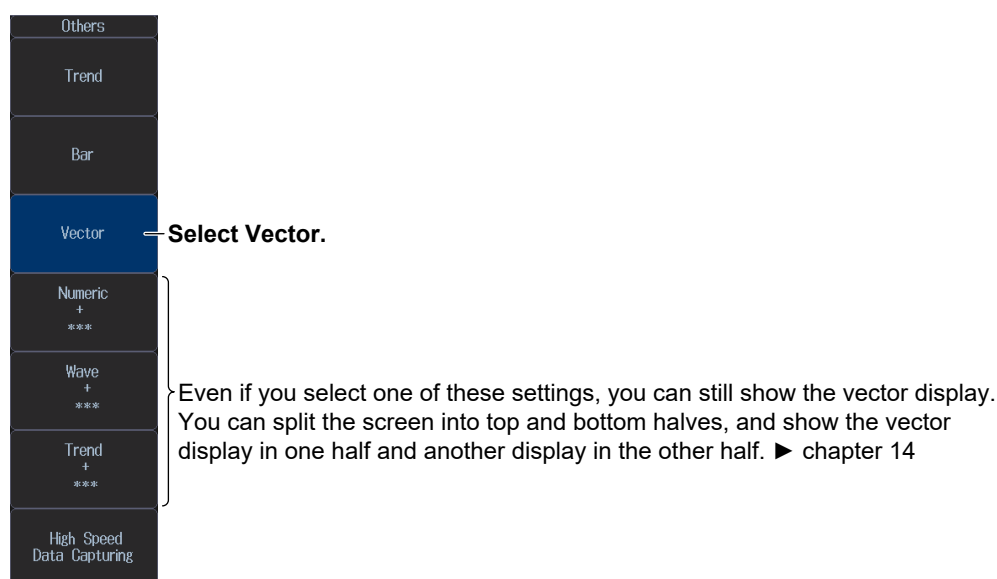 Others
Trend
Bar
Vector
Select Vector.
Numeric
+
***
Wave
+
***
Trend
+
***
Even if you select one of these settings, you can still show the vector display.
You can split the screen into top and bottom halves, and show the vector
display in one half and another display in the other half. ► chapter 14
High Speed
Data Capturing